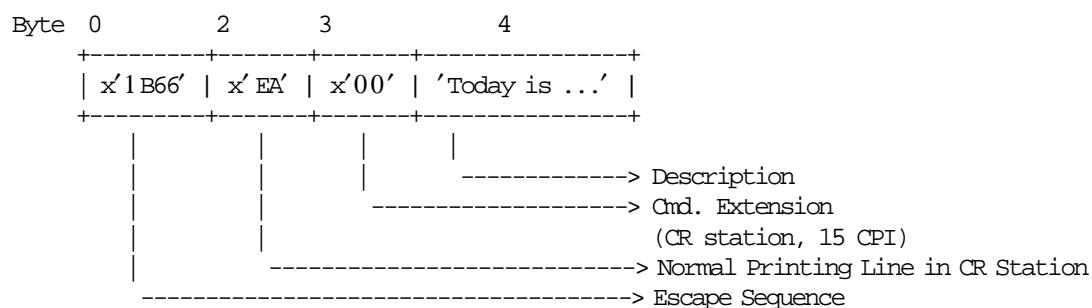 Byte 0 2 3 4
+---------+-------+-------+----------------+
| x'1B66' | x'EA' | x'00' | 'Today is ...' |
+---------+-------+-------+----------------+
| | | |
| | | -------------> Description
| | --------------------> Cmd. Extension
| | (CR station, 15 CPI)
| ----------------------------> Normal Printing Line in CR Station
--------------------------------------> Escape Sequence